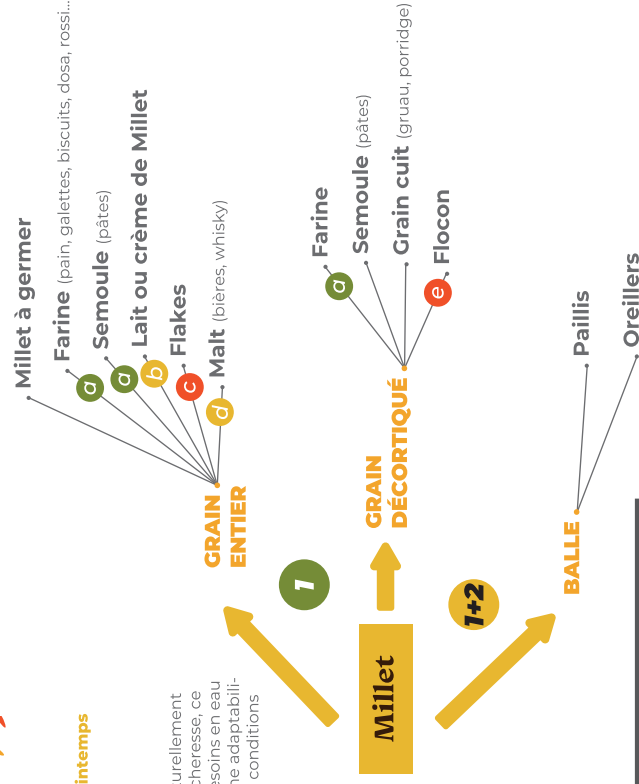 intemps
urellement
cheresse, ce
esoins en eau
ne adaptabili-
conditions
Millet
1
1+2
GRAIN
ENTIER
Millet à germer
a Farine (pain, galettes, biscuits, dosa, rossi...
a Semoule (pâtes)
b Lait ou crème de Millet
c Flakes
d Malt (bières, whisky)
GRAIN
DÉCORTIQUÉ
a Farine
Semoule (pâtes)
Grain cuit (gruau, porridge)
e Flocon
BALLE
Paillis
Oreillers